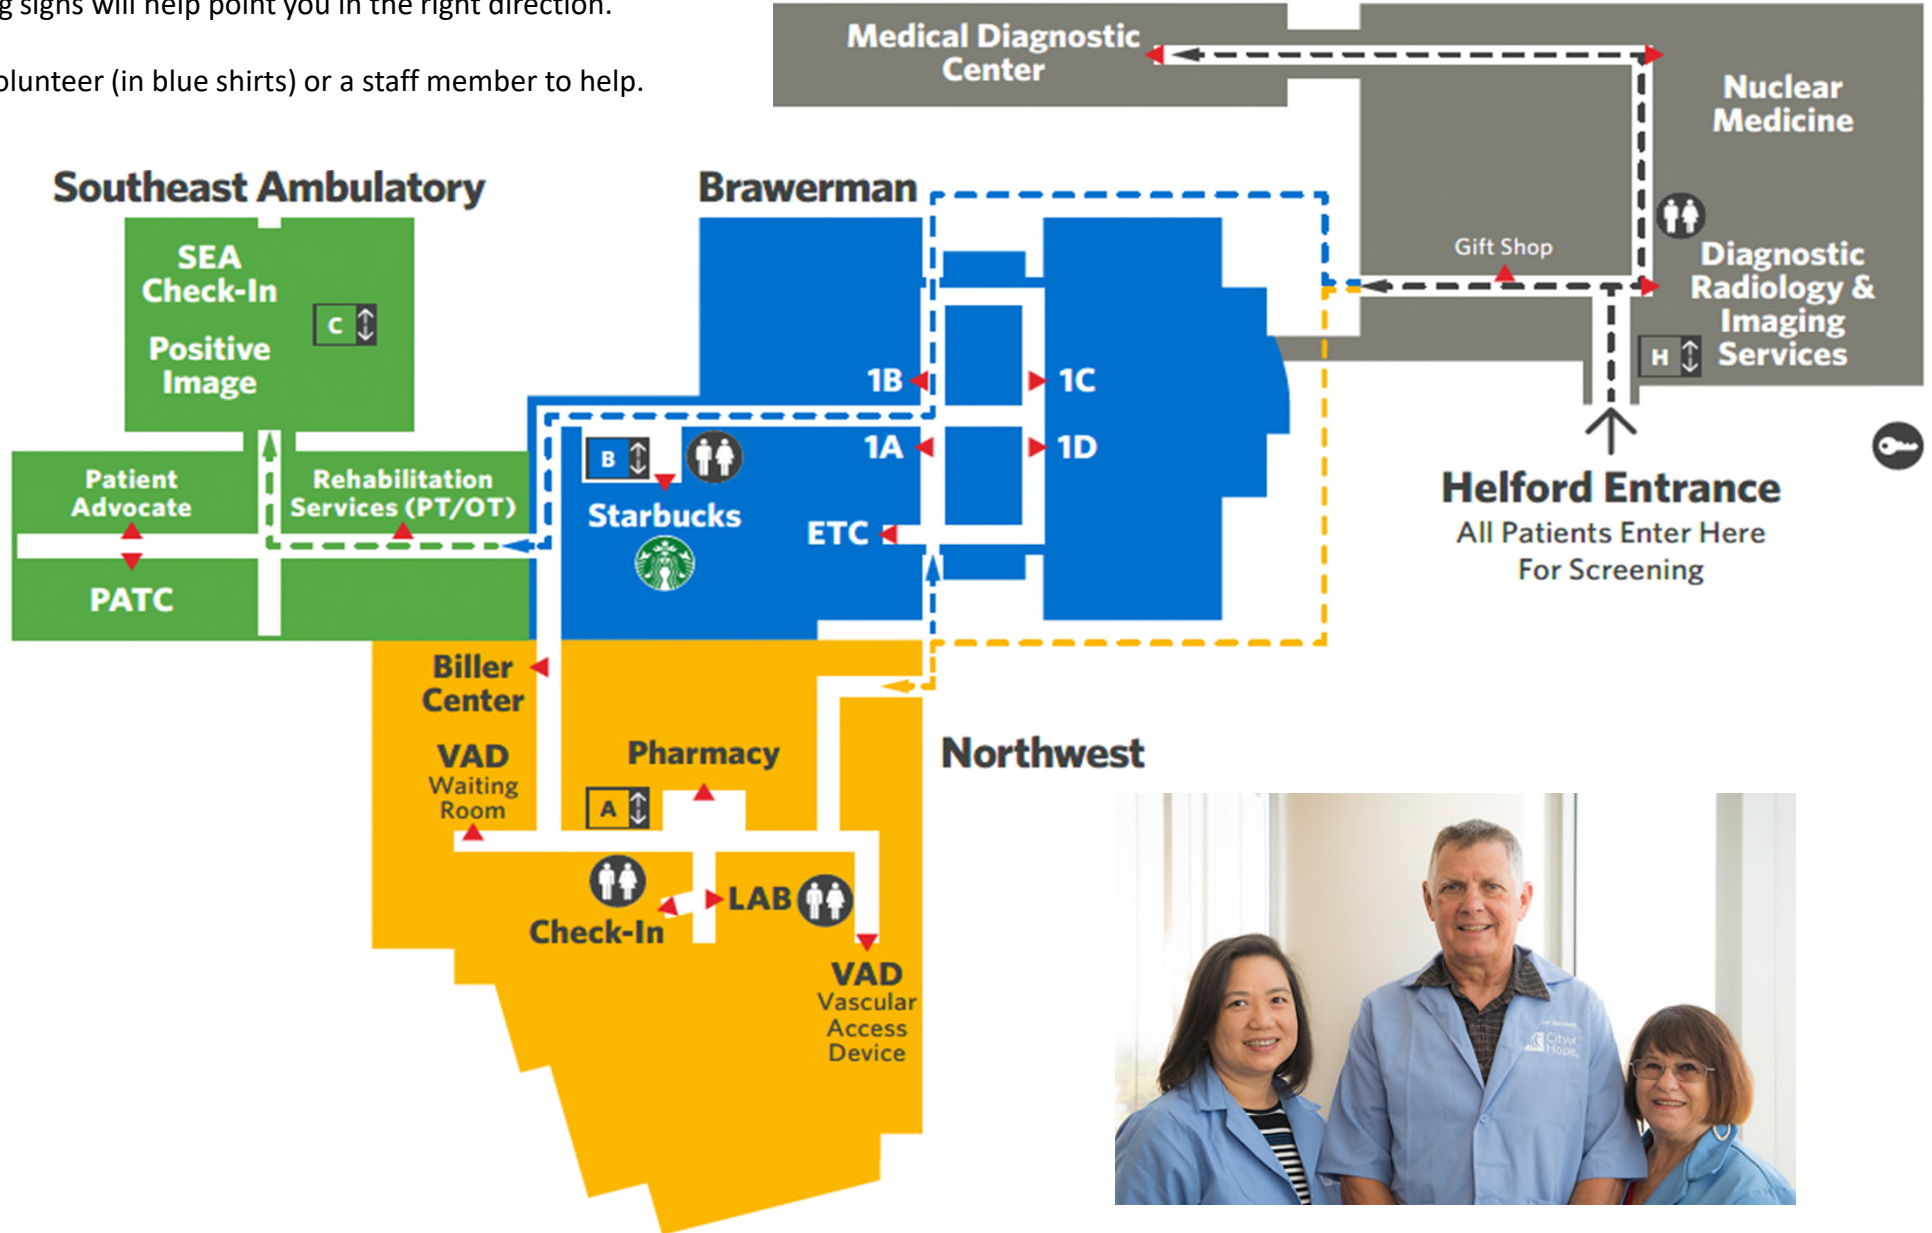 g signs will help point you in the right direction.
olunteer (in blue shirts) or a staff member to help.
Medical Diagnostic
Center
Nuclear
Medicine
Southeast Ambulatory
Brawerman
SEA
Check-In
Positive
Image
C
Gift Shop
Diagnostic
Radiology &
Imaging
Services
H
1B
1C
1A
1D
B
Starbucks
ETC
Patient
Advocate
Rehabilitation
Services (PT/OT)
PATC
Helford Entrance
All Patients Enter Here
For Screening
Biller
Center
VAD
Waiting
Room
Pharmacy
A
Northwest
LAB
Check-In
VAD
Vascular
Access
Device
City of
Hope